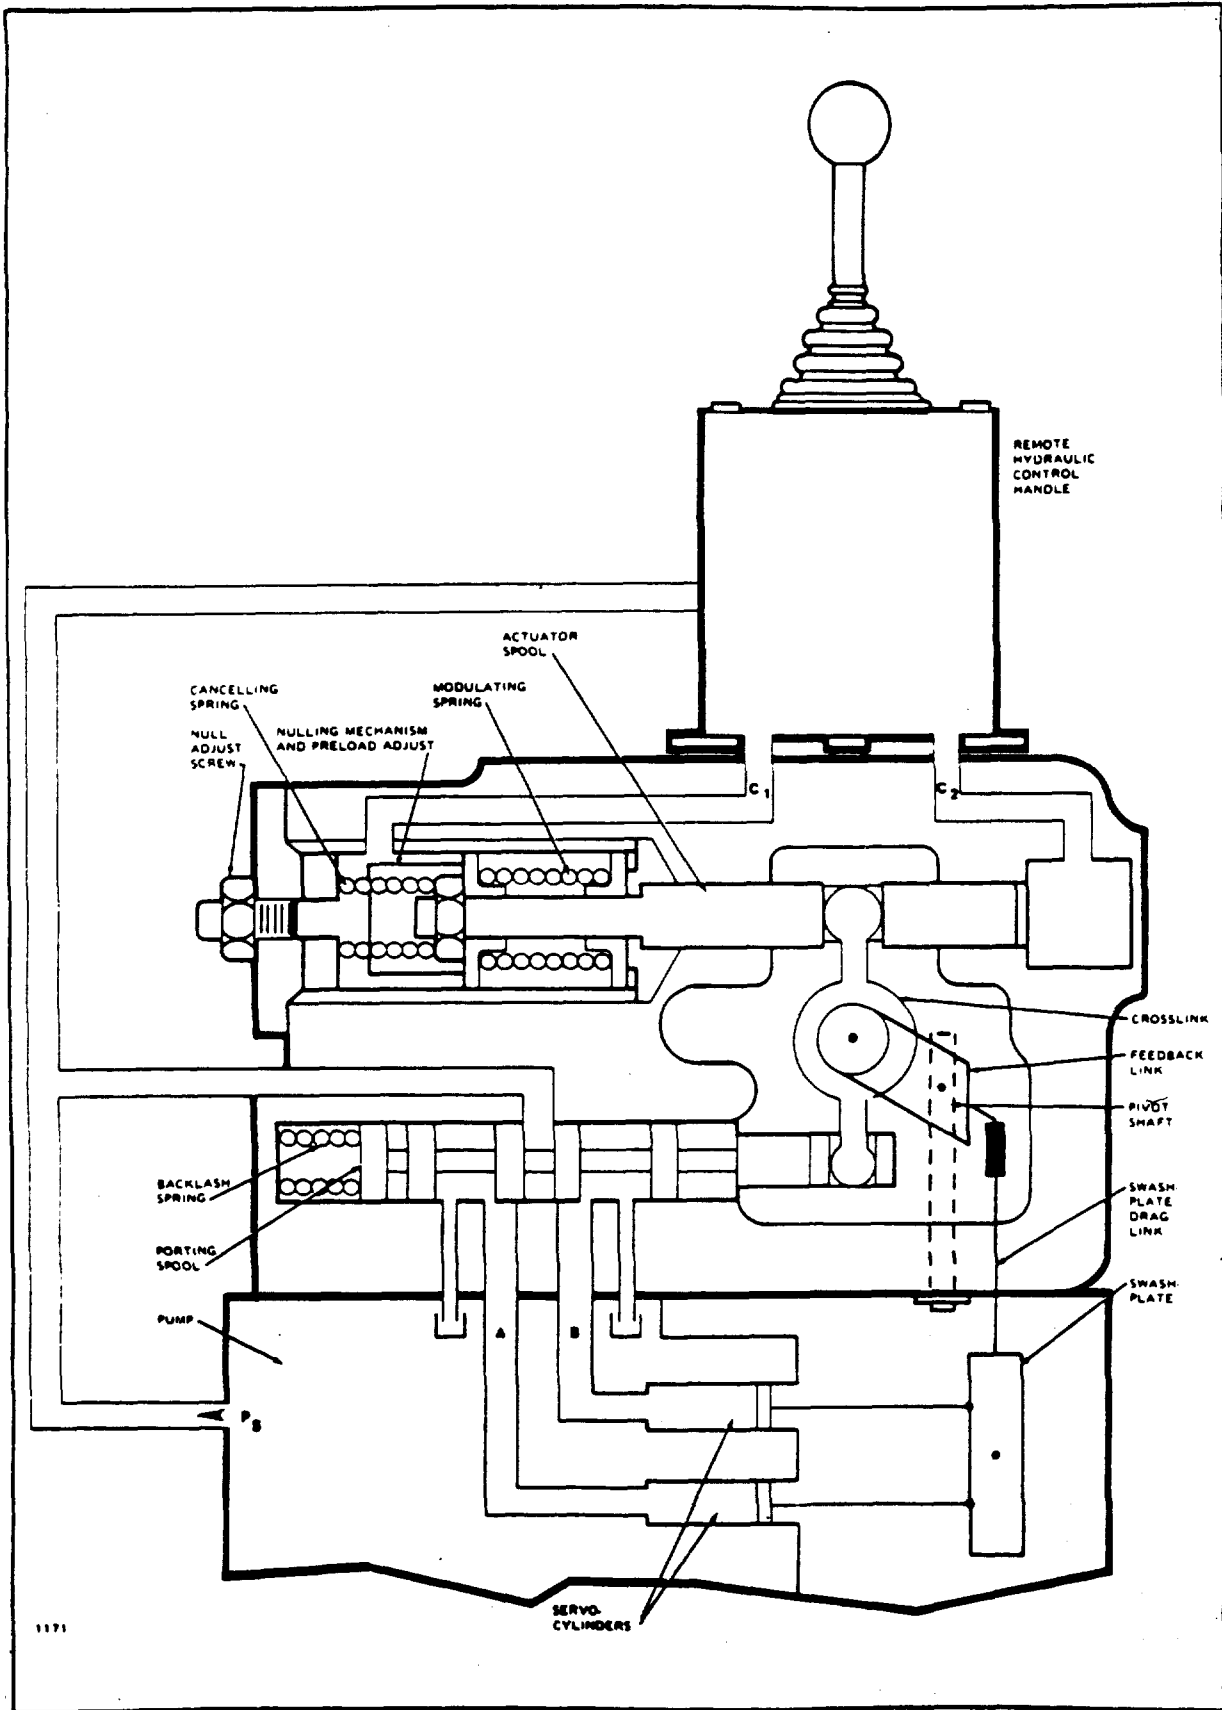 REMOTE
HYDRAULIC
CONTROL
HANDLE
ACTUATOR
SPOOL
CANCELLING
SPRING
MODULATING
SPRING
NULL
ADJUST
SCREW
NULLING MECHANISM
AND PRELOAD ADJUST
C1
C2
CROSSLINK
FEEDBACK
LINK
PIVOT
SHAFT
BACKLASH
SPRING
SWASH-
PLATE
DRAG
LINK
PORTING
SPOOL
SWASH-
PLATE
PUMP
A
B
PS
SERVO-
CYLINDERS
1171